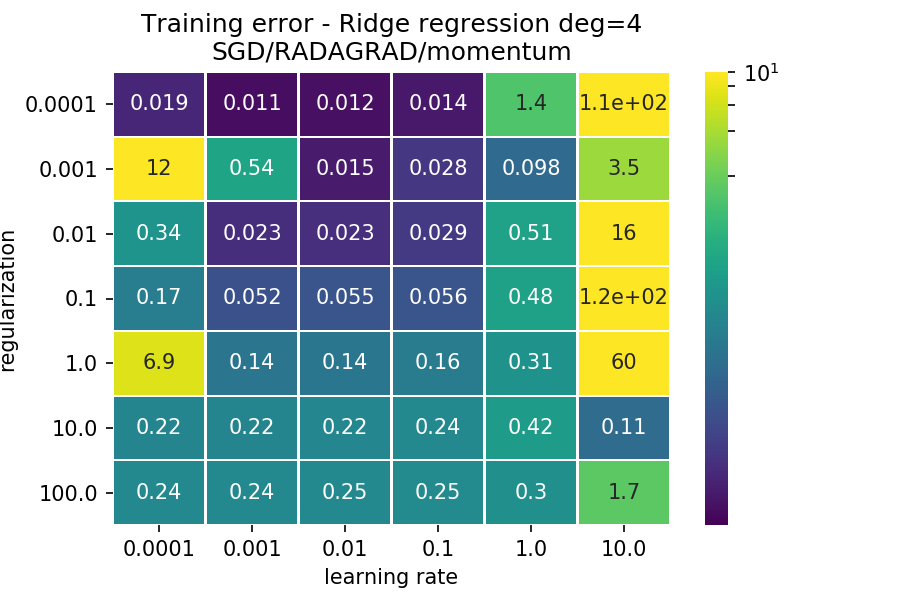 Training error - Ridge regression deg=4
SGD/RADAGRAD/momentum
regularization
0.0001 0.019 0.011 0.012 0.014 1.4 1.1e+02
0.001 12 0.54 0.015 0.028 0.098 3.5
0.01 0.34 0.023 0.023 0.029 0.51 16
0.1 0.17 0.052 0.055 0.056 0.48 1.2e+02
1.0 6.9 0.14 0.14 0.16 0.31 60
10.0 0.22 0.22 0.22 0.24 0.42 0.11
100.0 0.24 0.24 0.25 0.25 0.3 1.7
0.0001 0.001 0.01 0.1 1.0 10.0
learning rate
10¹